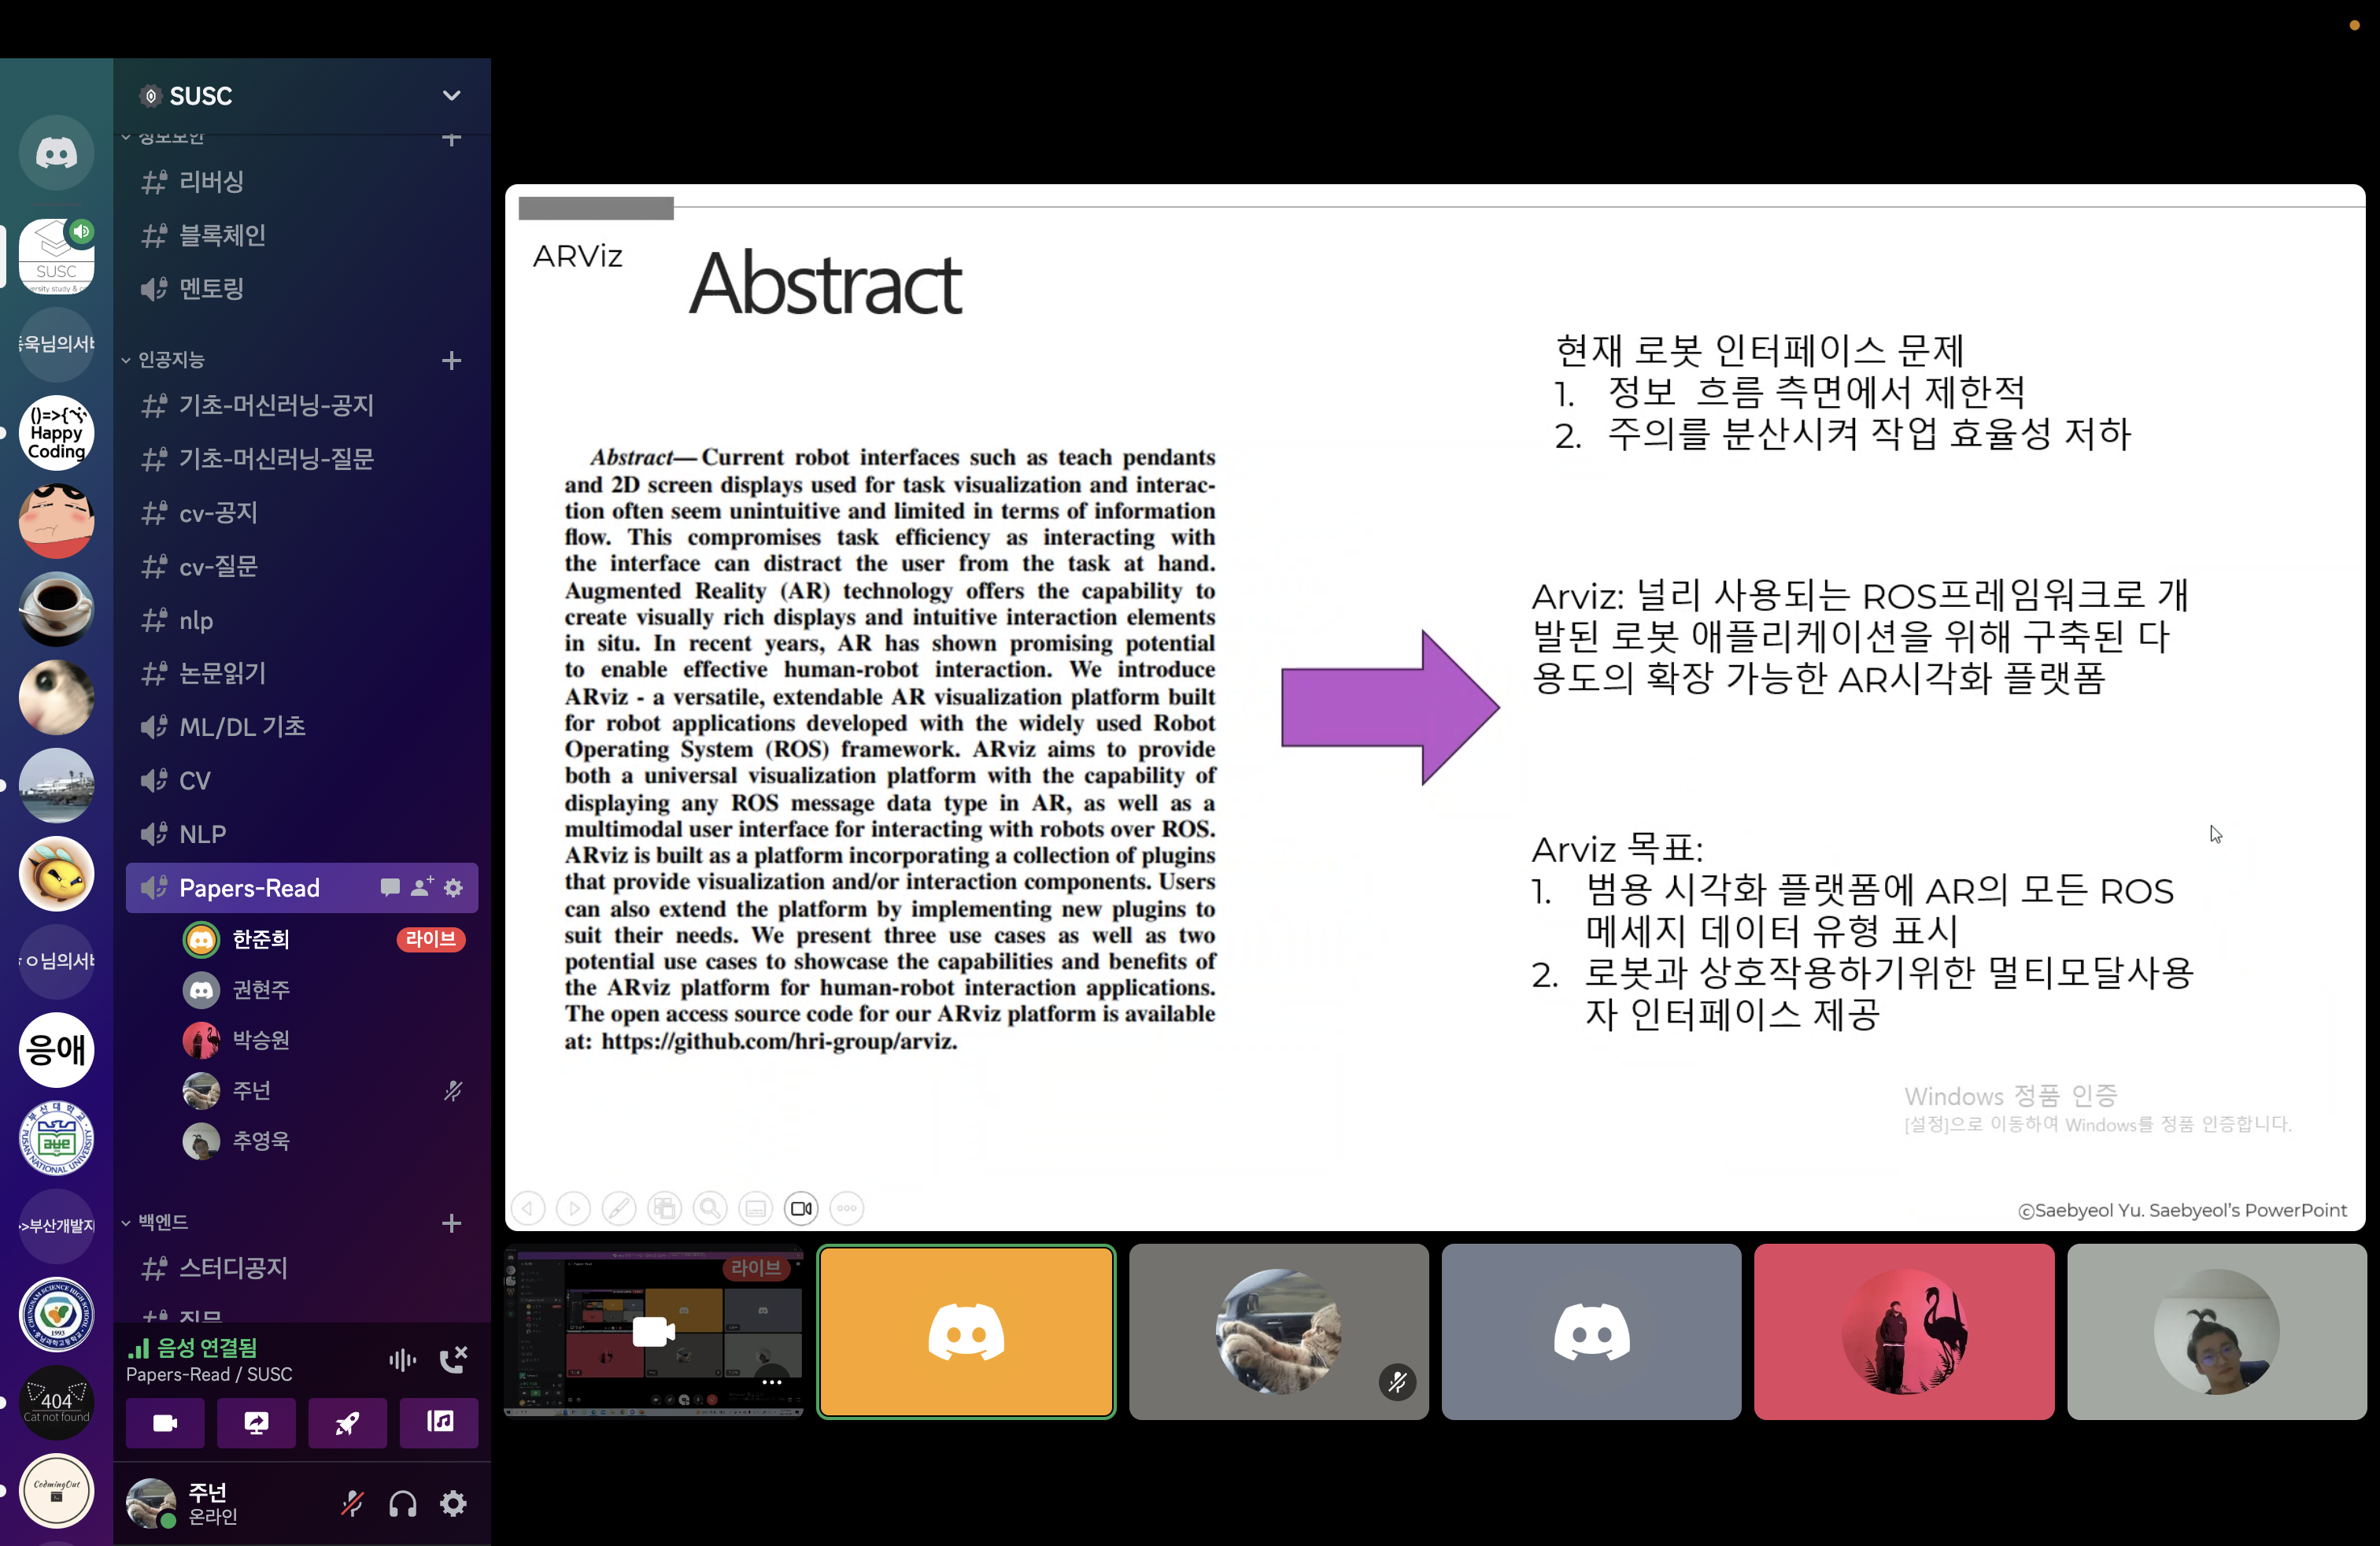 SUSC
정보보안
리버싱
블록체인
멘토링
인공지능
기초-머신러닝-공지
기초-머신러닝-질문
cv-공지
cv-질문
nlp
논문읽기
ML/DL 기초
CV
NLP
Papers-Read
한준희
라이브
권현주
박승원
주넌
추영욱
백엔드
스터디공지
질문
음성 연결됨
Papers-Read / SUSC
주넌
온라인
SUSC
()=>{
Happy
Coding
님의서
응애
PUSAN NATIONAL UNIVERSITY
1993
404
Cat not found
CodmingOut
ARViz
Abstract
Abstract— Current robot interfaces such as teach pendants
and 2D screen displays used for task visualization and interac-
tion often seem unintuitive and limited in terms of information
flow. This compromises task efficiency as interacting with
the interface can distract the user from the task at hand.
Augmented Reality (AR) technology offers the capability to
create visually rich displays and intuitive interaction elements
in situ. In recent years, AR has shown promising potential
to enable effective human-robot interaction. We introduce
ARviz - a versatile, extendable AR visualization platform built
for robot applications developed with the widely used Robot
Operating System (ROS) framework. ARviz aims to provide
both a universal visualization platform with the capability of
displaying any ROS message data type in AR, as well as a
multimodal user interface for interacting with robots over ROS.
ARviz is built as a platform incorporating a collection of plugins
that provide visualization and/or interaction components. Users
can also extend the platform by implementing new plugins to
suit their needs. We present three use cases as well as two
potential use cases to showcase the capabilities and benefits of
the ARviz platform for human-robot interaction applications.
The open access source code for our ARviz platform is available
at: https://github.com/hri-group/arviz.
현재 로봇 인터페이스 문제
1. 정보 흐름 측면에서 제한적
2. 주의를 분산시켜 작업 효율성 저하
Arviz: 널리 사용되는 ROS프레임워크로 개
발된 로봇 애플리케이션을 위해 구축된 다
용도의 확장 가능한 AR시각화 플랫폼
Arviz 목표:
1. 범용 시각화 플랫폼에 AR의 모든 ROS
메세지 데이터 유형 표시
2. 로봇과 상호작용하기위한 멀티모달사용
자 인터페이스 제공
Windows 정품 인증
[설정]으로 이동하여 Windows를 정품 인증합니다.
©Saebyeol Yu. Saebyeol's PowerPoint
라이브